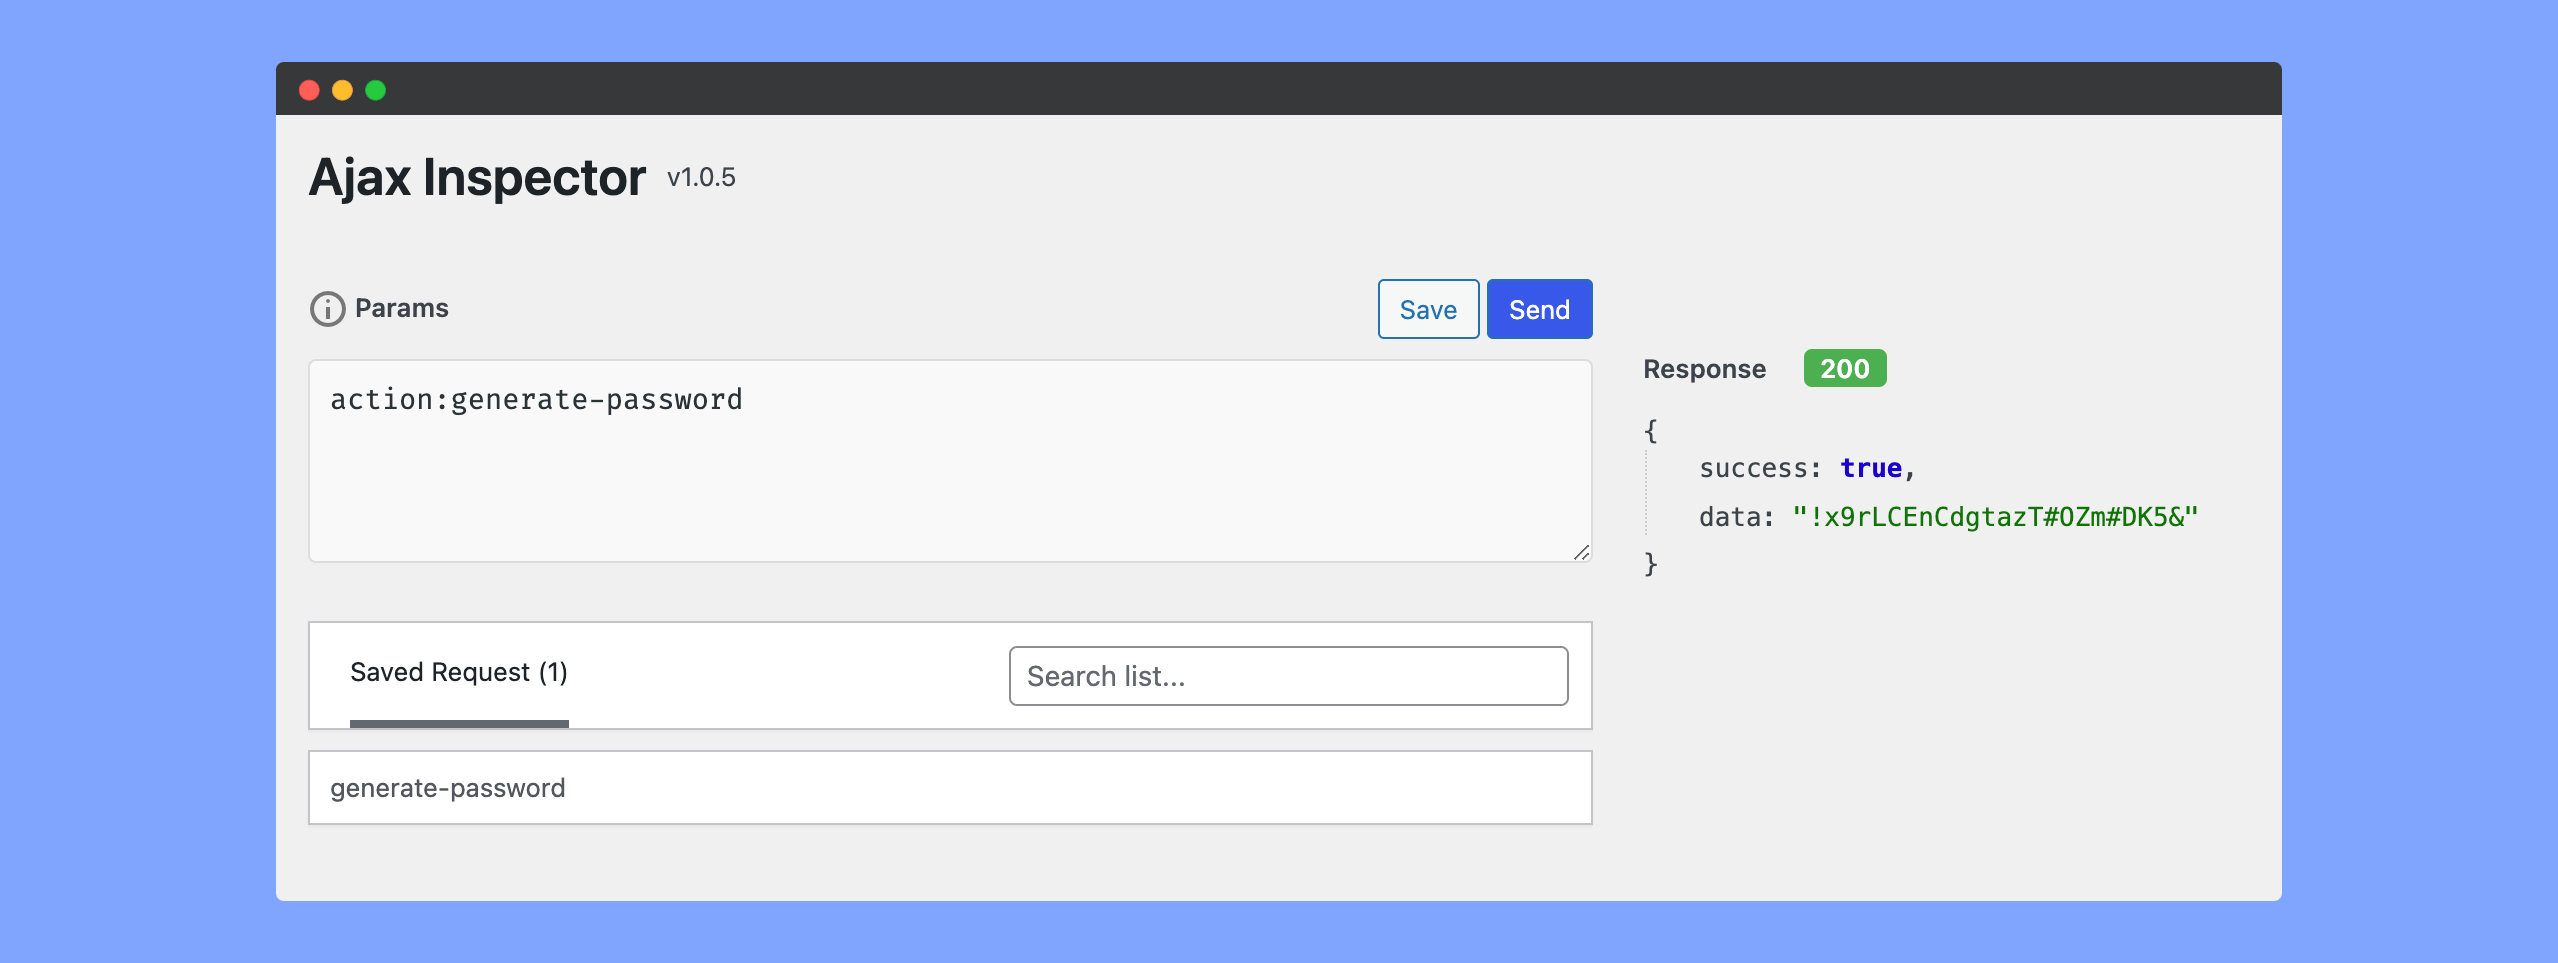 Ajax Inspector v1.0.5
Params
Save Send
action:generate-password
Saved Request (1)
Search list...
generate-password
Response 200
{
success: true,
data: "!x9rLCEnCdgtazT#OZm#DK5&"
}